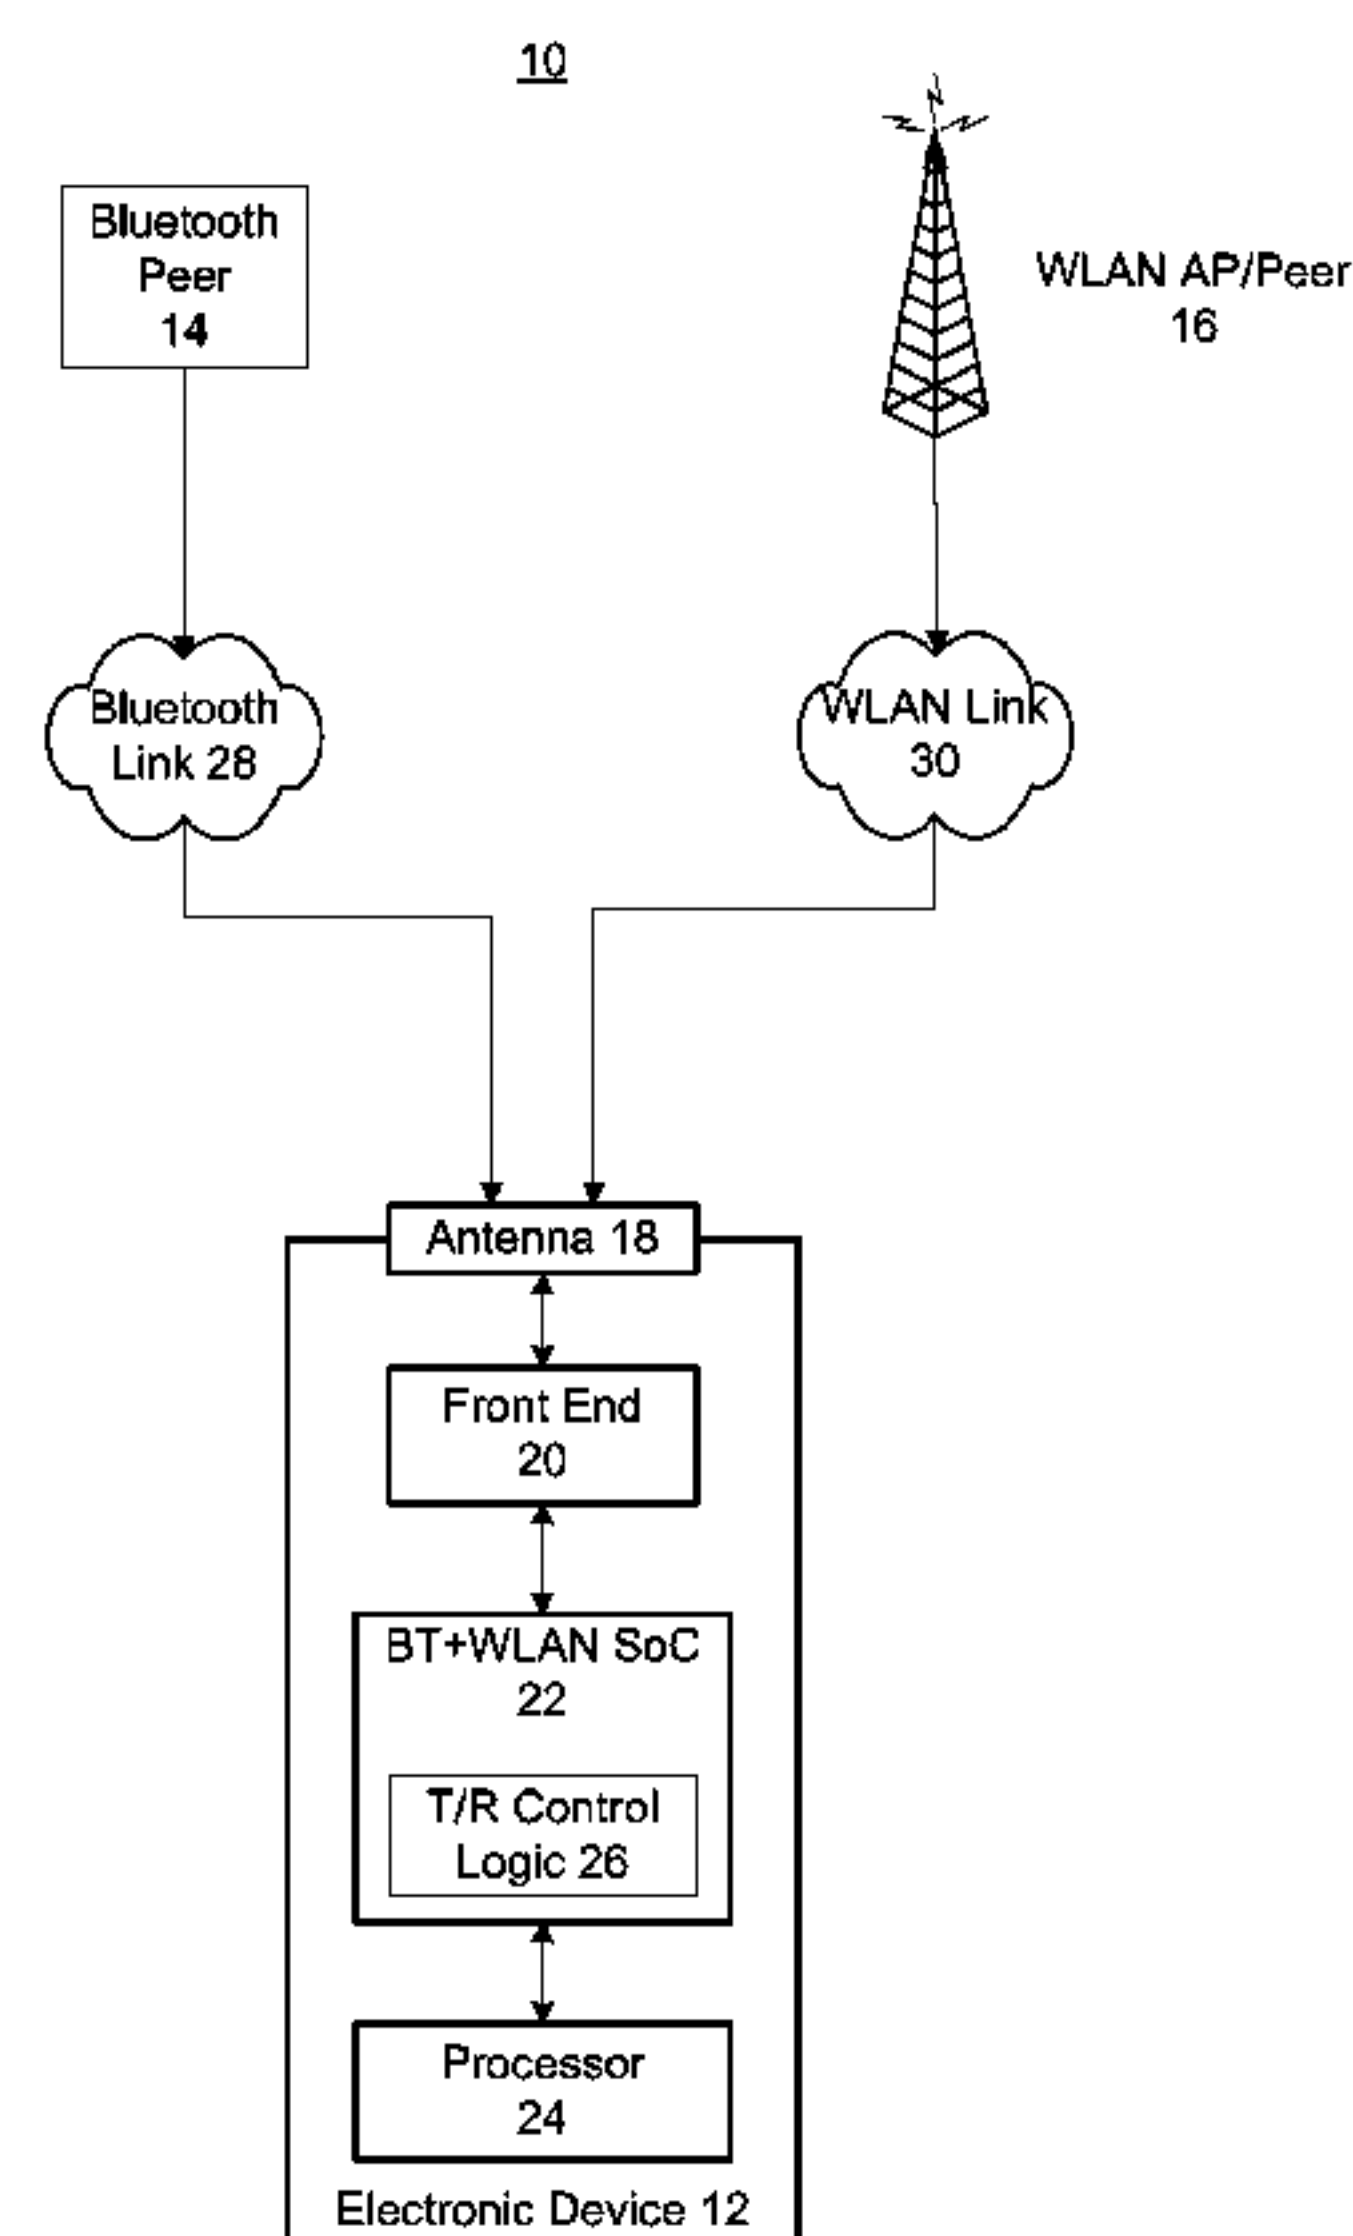 10
Bluetooth
Peer
14
WLAN AP/Peer
16
Bluetooth
Link 28
WLAN Link
30
Antenna 18
Front End
20
BT+WLAN SoC
22
T/R Control
Logic 26
Processor
24
Electronic Device 12